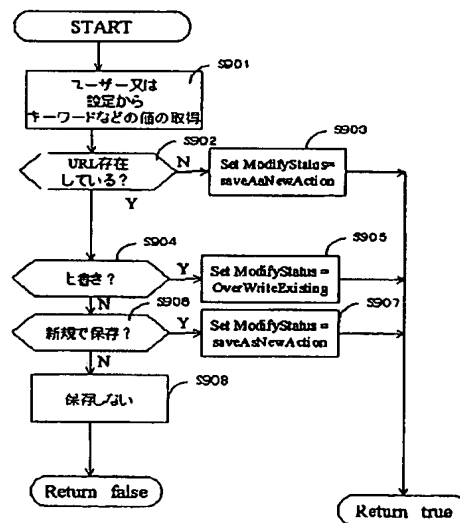 START
S901
ユーザー又は
設定から
キーワードなどの値の取得
S902
URL存在
している?
N
S903
Set ModifyStatus=
saveAsNewAction
Y
S904
上書き?
Y
S905
Set ModifyStatus =
OverWriteExisting
N
S906
新規で保存?
Y
S907
Set ModifyStatus =
saveAsNewAction
N
S908
保存しない
Return false
Return true